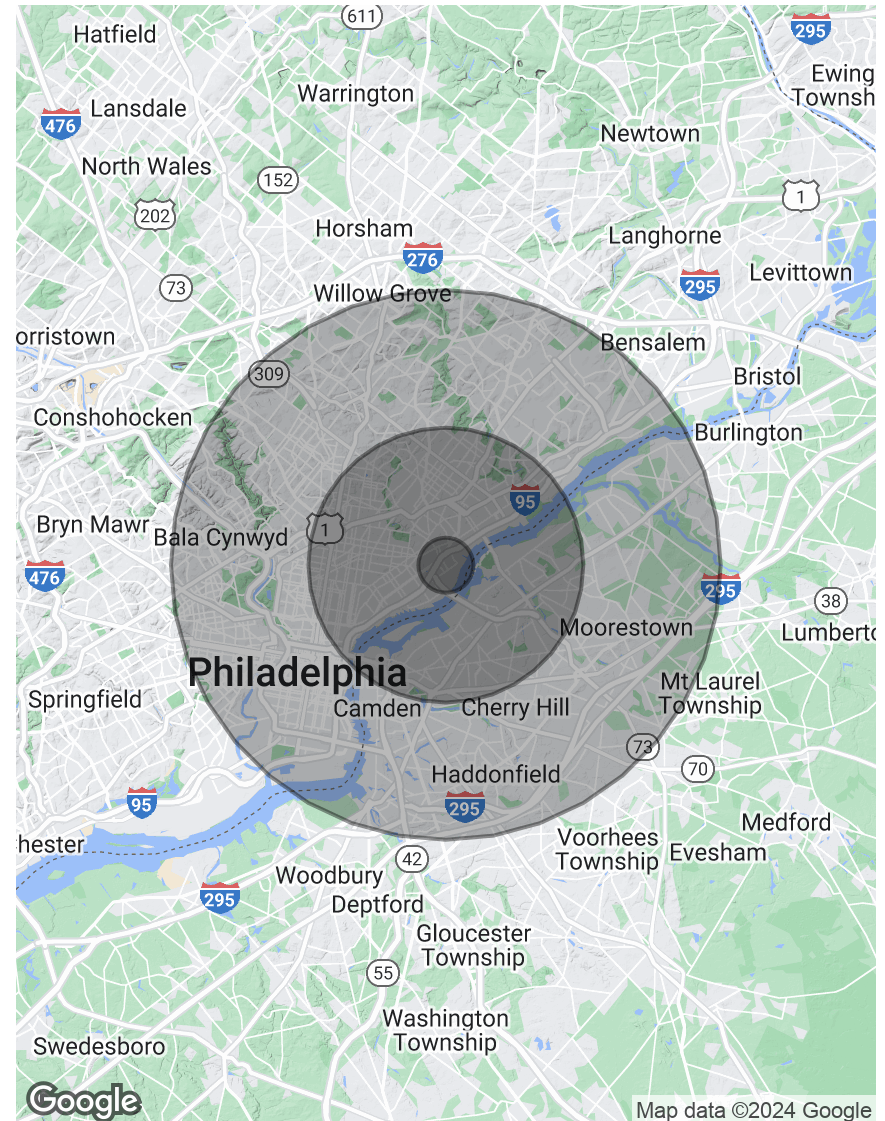 611
Hatfield
295
Ewing
Townsh
Warrington
Lansdale
476
Newtown
North Wales
152
1
202
Horsham
Langhorne
276
Levittown
295
73
Willow Grove
orristown
Bensalem
309
Bristol
Conshohocken
Burlington
95
Bryn Mawr
1
Bala Cynwyd
476
295
38
Moorestown
Lumberto
Philadelphia
Mt Laurel
Township
Springfield
Camden
Cherry Hill
73
70
Haddonfield
95
295
Medford
hester
Voorhees
Township
Evesham
42
Woodbury
295
Deptford
Gloucester
Township
55
Washington
Township
Swedesboro
Google
Map data ©2024 Google